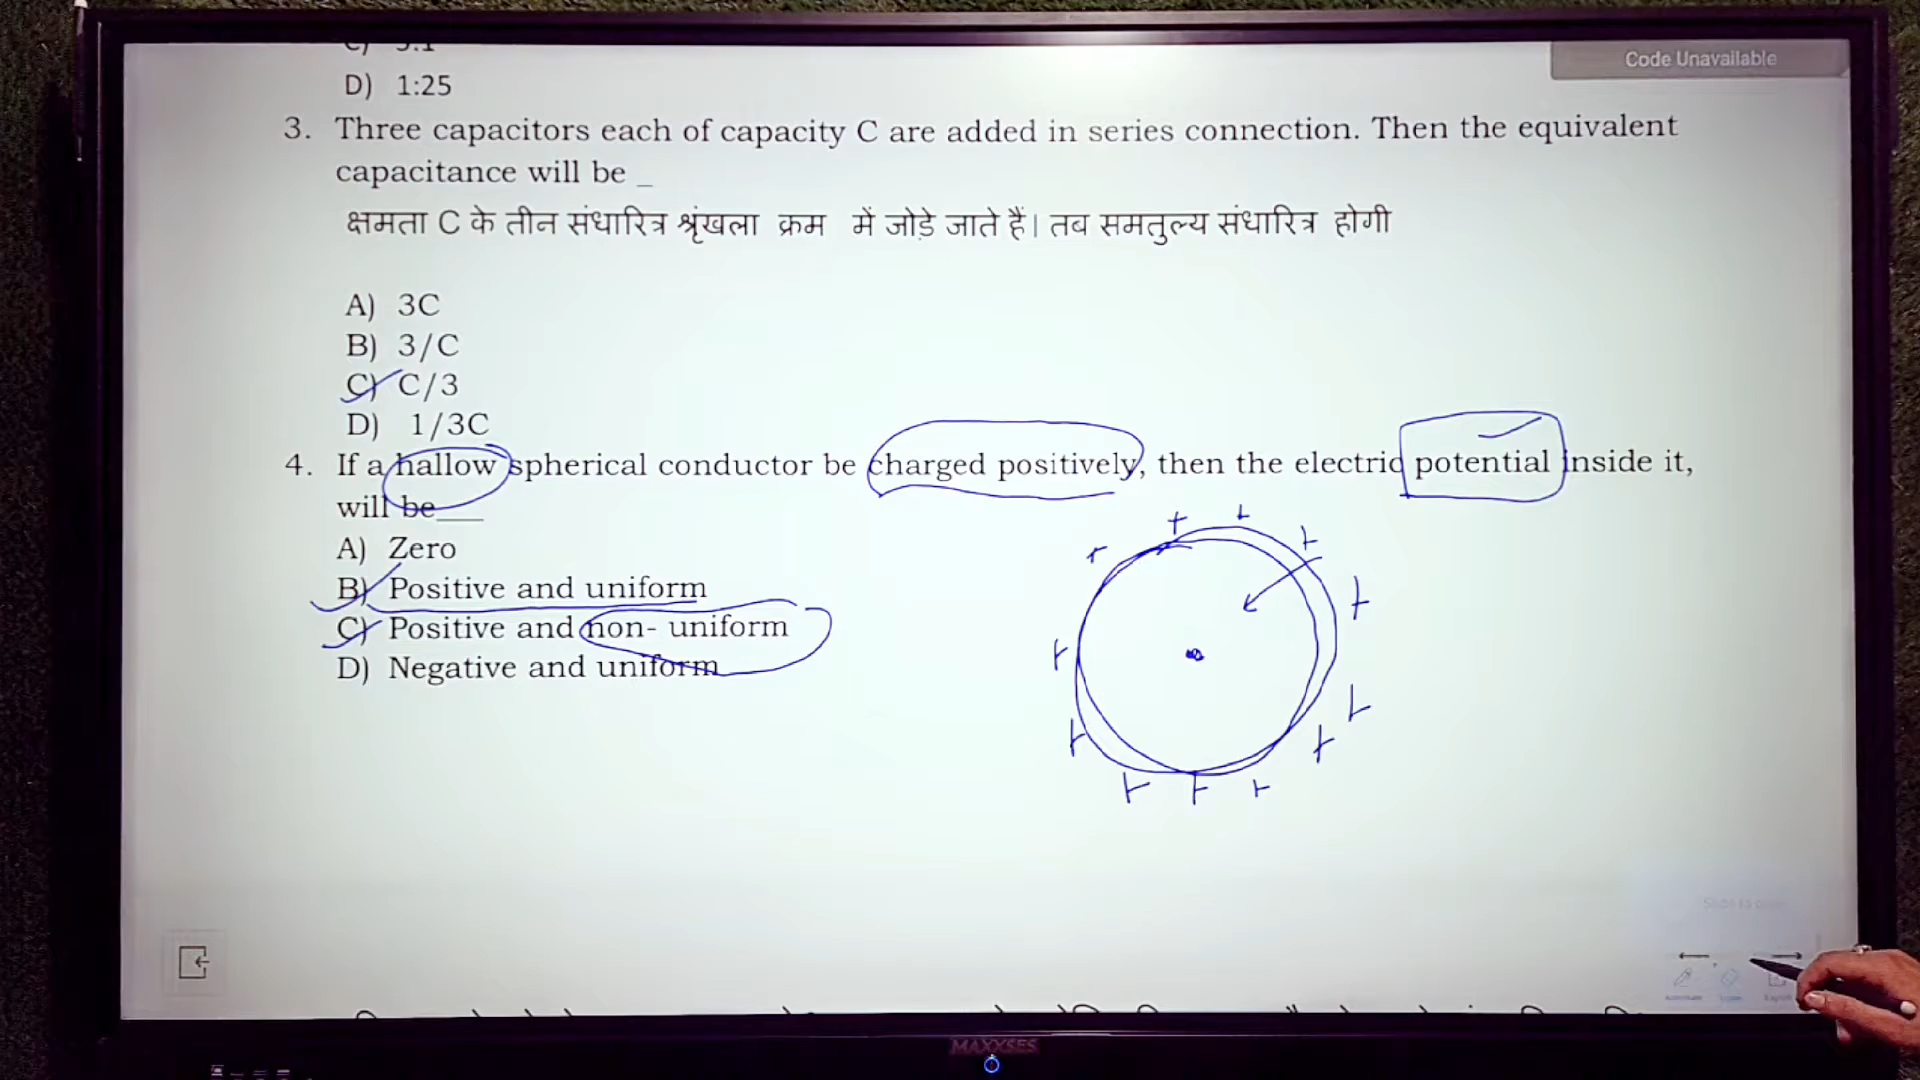 D) 1:25
Code Unavailable
3. Three capacitors each of capacity C are added in series connection. Then the equivalent
capacitance will be _
क्षमता C के तीन संधारित्र श्रृंखला क्रम में जोड़े जाते हैं। तब समतुल्य संधारित्र होगी
A) 3C
B) 3/C
C) C/3
D) 1/3C
4. If a hallow spherical conductor be charged positively, then the electric potential inside it,
will be___
A) Zero
B) Positive and uniform
C) Positive and non- uniform
D) Negative and uniform
MAXXSES